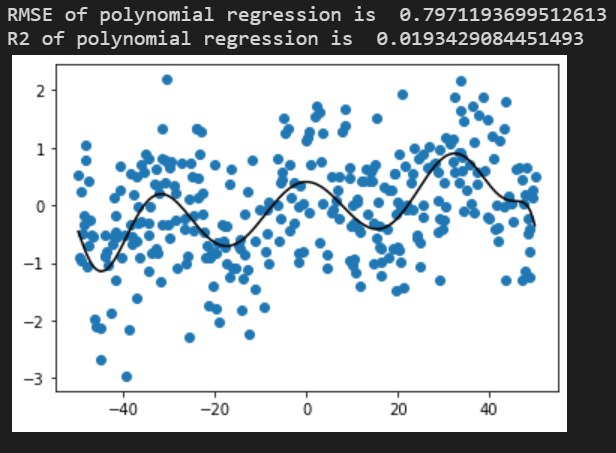 RMSE of polynomial regression is  0.7971193699512613
R2 of polynomial regression is  0.0193429084451493
2
1
0
−1
−2
−3
−40 −20 0 20 40